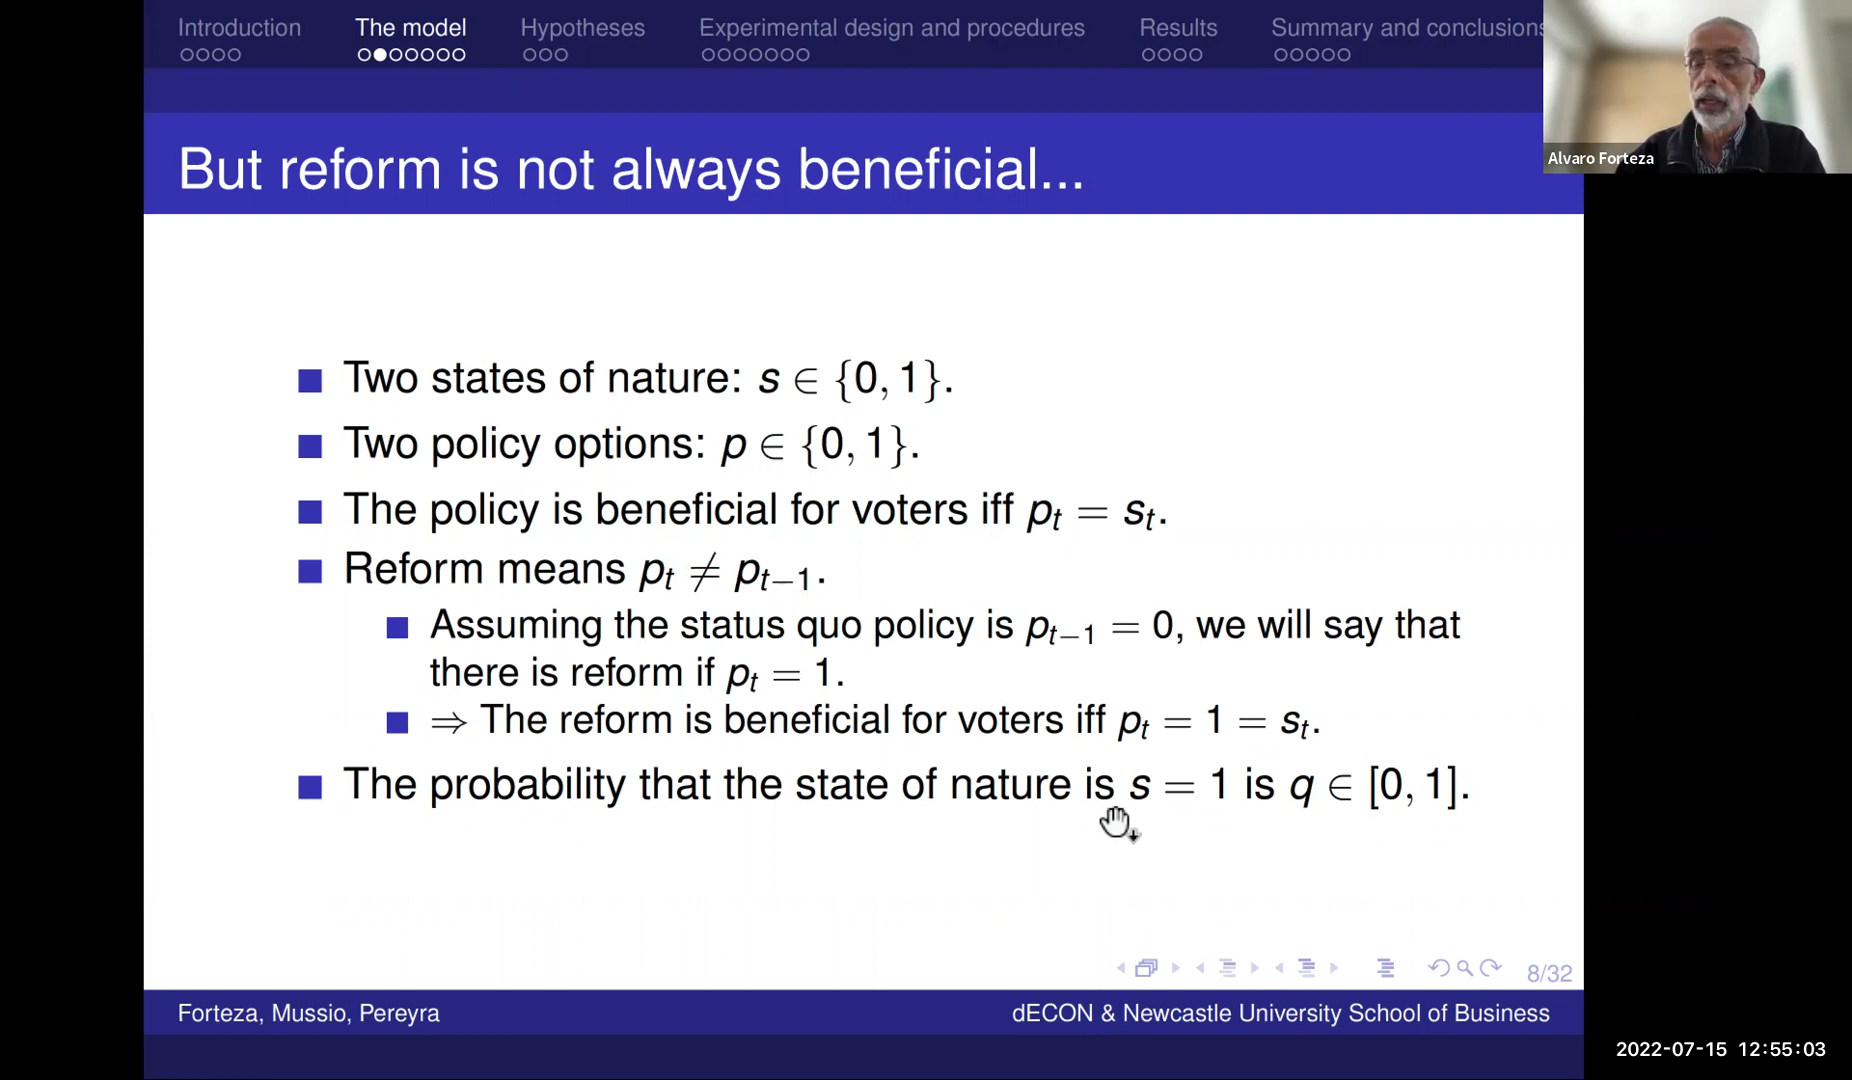 Introduction The model Hypotheses Experimental design and procedures Results Summary and conclusions
Alvaro Forteza
But reform is not always beneficial...
Two states of nature: s ∈ {0, 1}.
Two policy options: p ∈ {0, 1}.
The policy is beneficial for voters iff pₜ = sₜ.
Reform means pₜ ≠ pₜ₋₁.
Assuming the status quo policy is pₜ₋₁ = 0, we will say that
there is reform if pₜ = 1.
⇒ The reform is beneficial for voters iff pₜ = 1 = sₜ.
The probability that the state of nature is s = 1 is q ∈ [0, 1].
8/32
Forteza, Mussio, Pereyra dECON & Newcastle University School of Business
2022-07-15 12:55:03